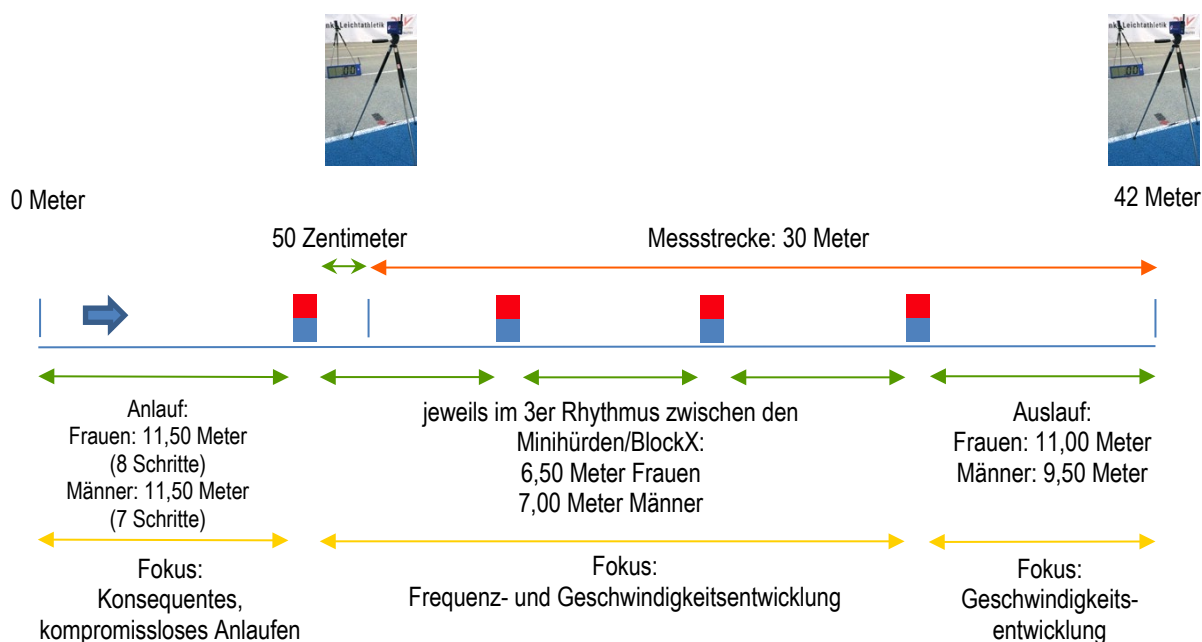 Leichtathletik
Leichtathletik
0 Meter
42 Meter
50 Zentimeter
Messstrecke: 30 Meter
Anlauf:
Frauen: 11,50 Meter
(8 Schritte)
Männer: 11,50 Meter
(7 Schritte)
jeweils im 3er Rhythmus zwischen den
Minihürden/BlockX:
6,50 Meter Frauen
7,00 Meter Männer
Auslauf:
Frauen: 11,00 Meter
Männer: 9,50 Meter
Fokus:
Konsequentes,
kompromissloses Anlaufen
Fokus:
Frequenz- und Geschwindigkeitsentwicklung
Fokus:
Geschwindigkeits-
entwicklung